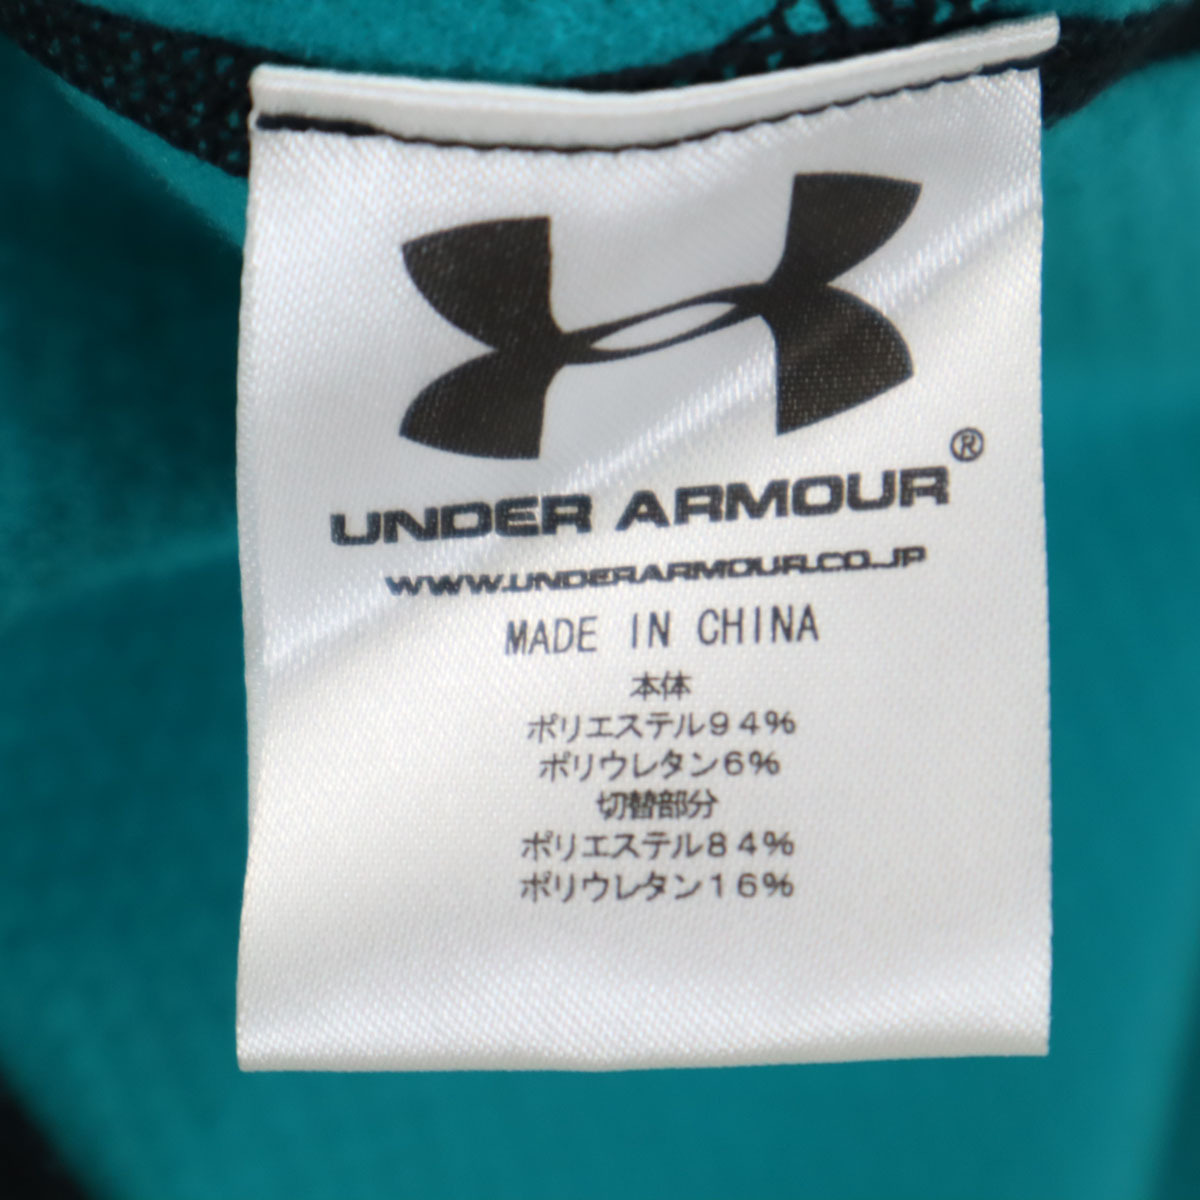 UNDER ARMOUR®
WWW.UNDERARMOUR.CO.JP
MADE IN CHINA
本体
ポリエステル94%
ポリウレタン6%
切替部分
ポリエステル84%
ポリウレタン16%